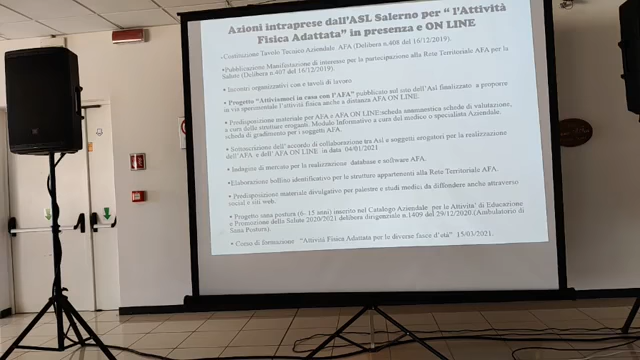 Azioni intraprese dall'ASL Salerno per " l'Attività
Fisica Adattata" in presenza e ON LINE
•Costituzione Tavolo Tecnico Aziendale AFA (Delibera n.408 del 16/12/2019).
•Pubblicazione Manifestazione di interesse per la partecipazione alla Rete Territoriale AFA per la
Salute (Delibera n.407 del 16/12/2019).
•Incontri organizzativi con e tavoli di lavoro
•Progetto "Attiviamoci in casa con l'AFA" pubblicato sul sito dell'Asl finalizzato a proporre
in via sperimentale l'attività fisica anche a distanza AFA ON LINE.
•Predisposizione materiale per AFA e AFA ON LINE:scheda anamnestica scheda di valutazione,
a cura delle strutture eroganti, Modulo Informativo a cura del medico o specialista Aziendale.
scheda di gradimento per i soggetti AFA.
•Sottoscrizione dell'accordo di collaborazione tra Asl e soggetti erogatori per la realizzazione
dell'AFA e dell'AFA ON LINE in data 04/01/2021
•Indagine di mercato per la realizzazione database e software AFA.
•Elaborazione bollino identificativo per le strutture appartenenti alla Rete Territoriale AFA.
•Predisposizione materiale divulgativo per palestre e studi medici da diffondere anche attraverso
social e siti web.
•Progetto sana postura (6- 15 anni) inserito nel Catalogo Aziendale per le Attivita' di Educazione
e Promozione della Salute 2020/2021 delibera dirigenziale n.1409 del 29/12/2020.(Ambulatorio di
Sana Postura).
•Corso di formazione "Attività Fisica Adattata per le diverse fasce d'età" 15/03/2021.